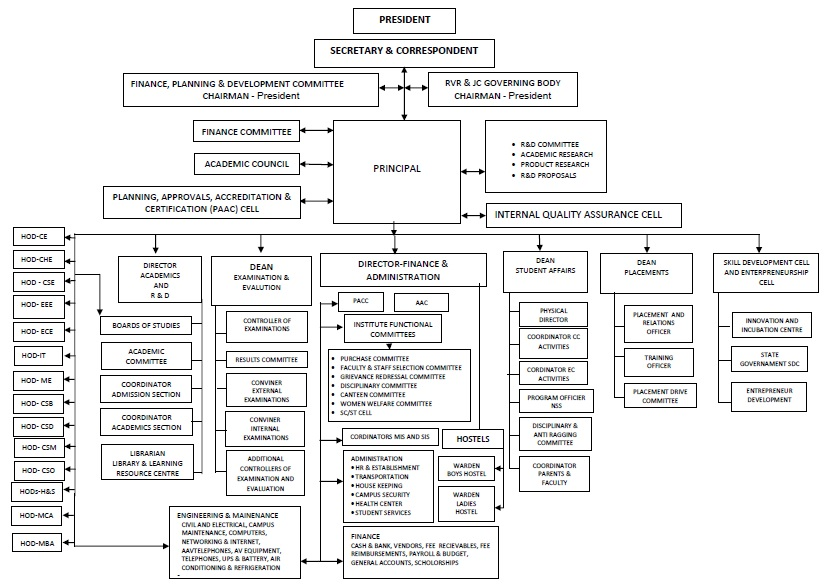 PRESIDENT
SECRETARY & CORRESPONDENT
FINANCE, PLANNING & DEVELOPMENT COMMITTEE
CHAIRMAN - President
RVR & JC GOVERNING BODY
CHAIRMAN - President
FINANCE COMMITTEE
ACADEMIC COUNCIL
PLANNING, APPROVALS, ACCREDITATION &
CERTIFICATION (PAAC) CELL
PRINCIPAL
• R&D COMMITTEE
• ACADEMIC RESEARCH
• PRODUCT RESEARCH
• R&D PROPOSALS
INTERNAL QUALITY ASSURANCE CELL
HOD-CE
HOD-CHE
HOD - CSE
HOD- EEE
HOD- ECE
HOD-IT
HOD- ME
HOD- CSB
HOD- CSD
HOD- CSM
HOD- CSO
HODs-H&S
HOD-MCA
HOD-MBA
DIRECTOR
ACADEMICS
AND
R & D
BOARDS OF STUDIES
ACADEMIC
COMMITTEE
COORDINATOR
ADMISSION SECTION
COORDINATOR
ACADEMICS SECTION
LIBRARIAN
LIBRARY & LEARNING
RESOURCE CENTRE
DEAN
EXAMINATION &
EVALUTION
CONTROLLER OF
EXAMINATIONS
RESULTS COMMITTEE
CONVINER
EXTERNAL
EXAMINATIONS
CONVINER
INTERNAL
EXAMINATIONS
ADDITIONAL
CONTROLLERS OF
EXAMINATION AND
EVALUATION
DIRECTOR-FINANCE &
ADMINISTRATION
PACC
AAC
INSTITUTE FUNCTIONAL
COMMITTEES
• PURCHASE COMMITTEE
• FACULTY & STAFF SELECTION COMMITTEE
• GRIEVANCE REDRESSAL COMMITTEE
• DISCIPLINARY COMMITTEE
• CANTEEN COMMITTEE
• WOMEN WELFARE COMMITTEE
• SC/ST CELL
CORDINATORS MIS AND SIS
HOSTELS
ADMINISTRATION
• HR & ESTABLISHMENT
• TRANSPORTATION
• HOUSE KEEPING
• CAMPUS SECURITY
• HEALTH CENTER
• STUDENT SERVICES
WARDEN
BOYS HOSTEL
WARDEN
LADIES
HOSTEL
ENGINEERING & MAINENANCE
CIVIL AND ELECTRICAL, CAMPUS
MAINTENANCE, COMPUTERS,
NETWORKING & INTERNET,
AAVTELEPHONES, AV EQUIPMENT,
TELEPHONES, UPS & BATTERY, AIR
CONDITIONING & REFRIGERATION
-
FINANCE
CASH & BANK, VENDORS, FEE RECIEVABLES, FEE
REIMBURSEMENTS, PAYROLL & BUDGET,
GENERAL ACCOUNTS, SCHOLORSHIPS
DEAN
STUDENT AFFAIRS
PHYSICAL
DIRECTOR
COORDINATOR CC
ACTIVITIES
CORDINATOR EC
ACTIVITIES
PROGRAM OFFICIER
NSS
DISCIPLINARY &
ANTI RAGGING
COMMITTEE
COORDINATOR
PARENTS &
FACULTY
DEAN
PLACEMENTS
PLACEMENT AND
RELATIONS
OFFICER
TRAINING
OFFICER
PLACEMENT DRIVE
COMMITTEE
SKILL DEVELOPMENT CELL
AND ENTERPRENEURSHIP
CELL
INNOVATION AND
INCUBATION CENTRE
STATE
GOVERNAMENT SDC
ENTREPRENEUR
DEVELOPMENT